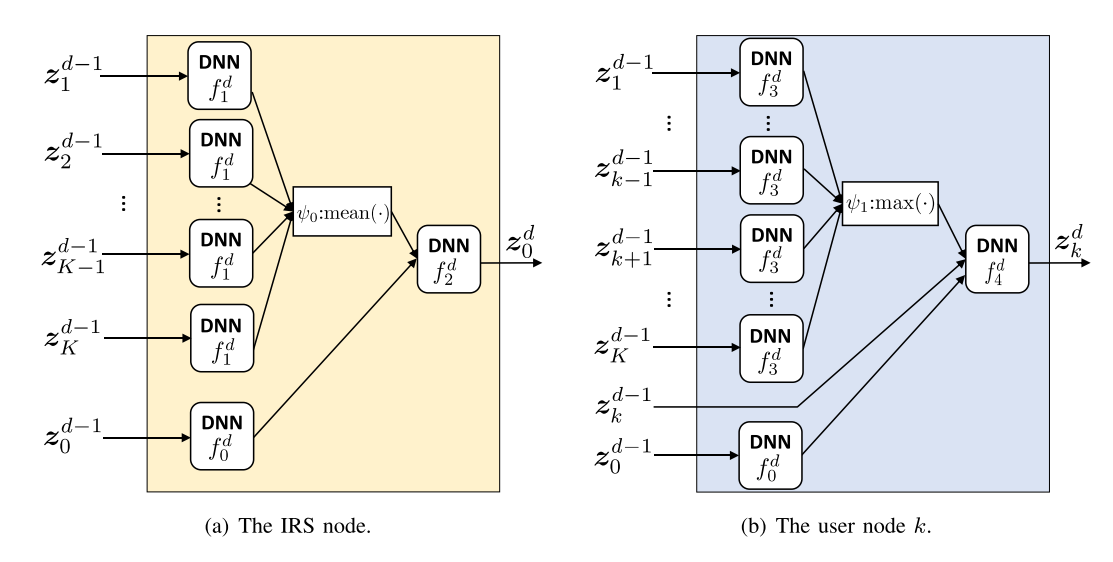 z_1^{d-1} DNN f_1^d
z_2^{d-1} DNN f_1^d
⋮ ⋮
ψ_0:mean(·)
z_{K-1}^{d-1} DNN f_1^d
DNN f_2^d z_0^d
z_K^{d-1} DNN f_1^d
z_0^{d-1} DNN f_0^d
(a) The IRS node.
z_1^{d-1} DNN f_3^d
⋮ ⋮
z_{k-1}^{d-1} DNN f_3^d
ψ_1:max(·)
z_{k+1}^{d-1} DNN f_3^d
DNN f_4^d z_k^d
⋮ ⋮
z_K^{d-1} DNN f_3^d
z_k^{d-1}
z_0^{d-1} DNN f_0^d
(b) The user node k.